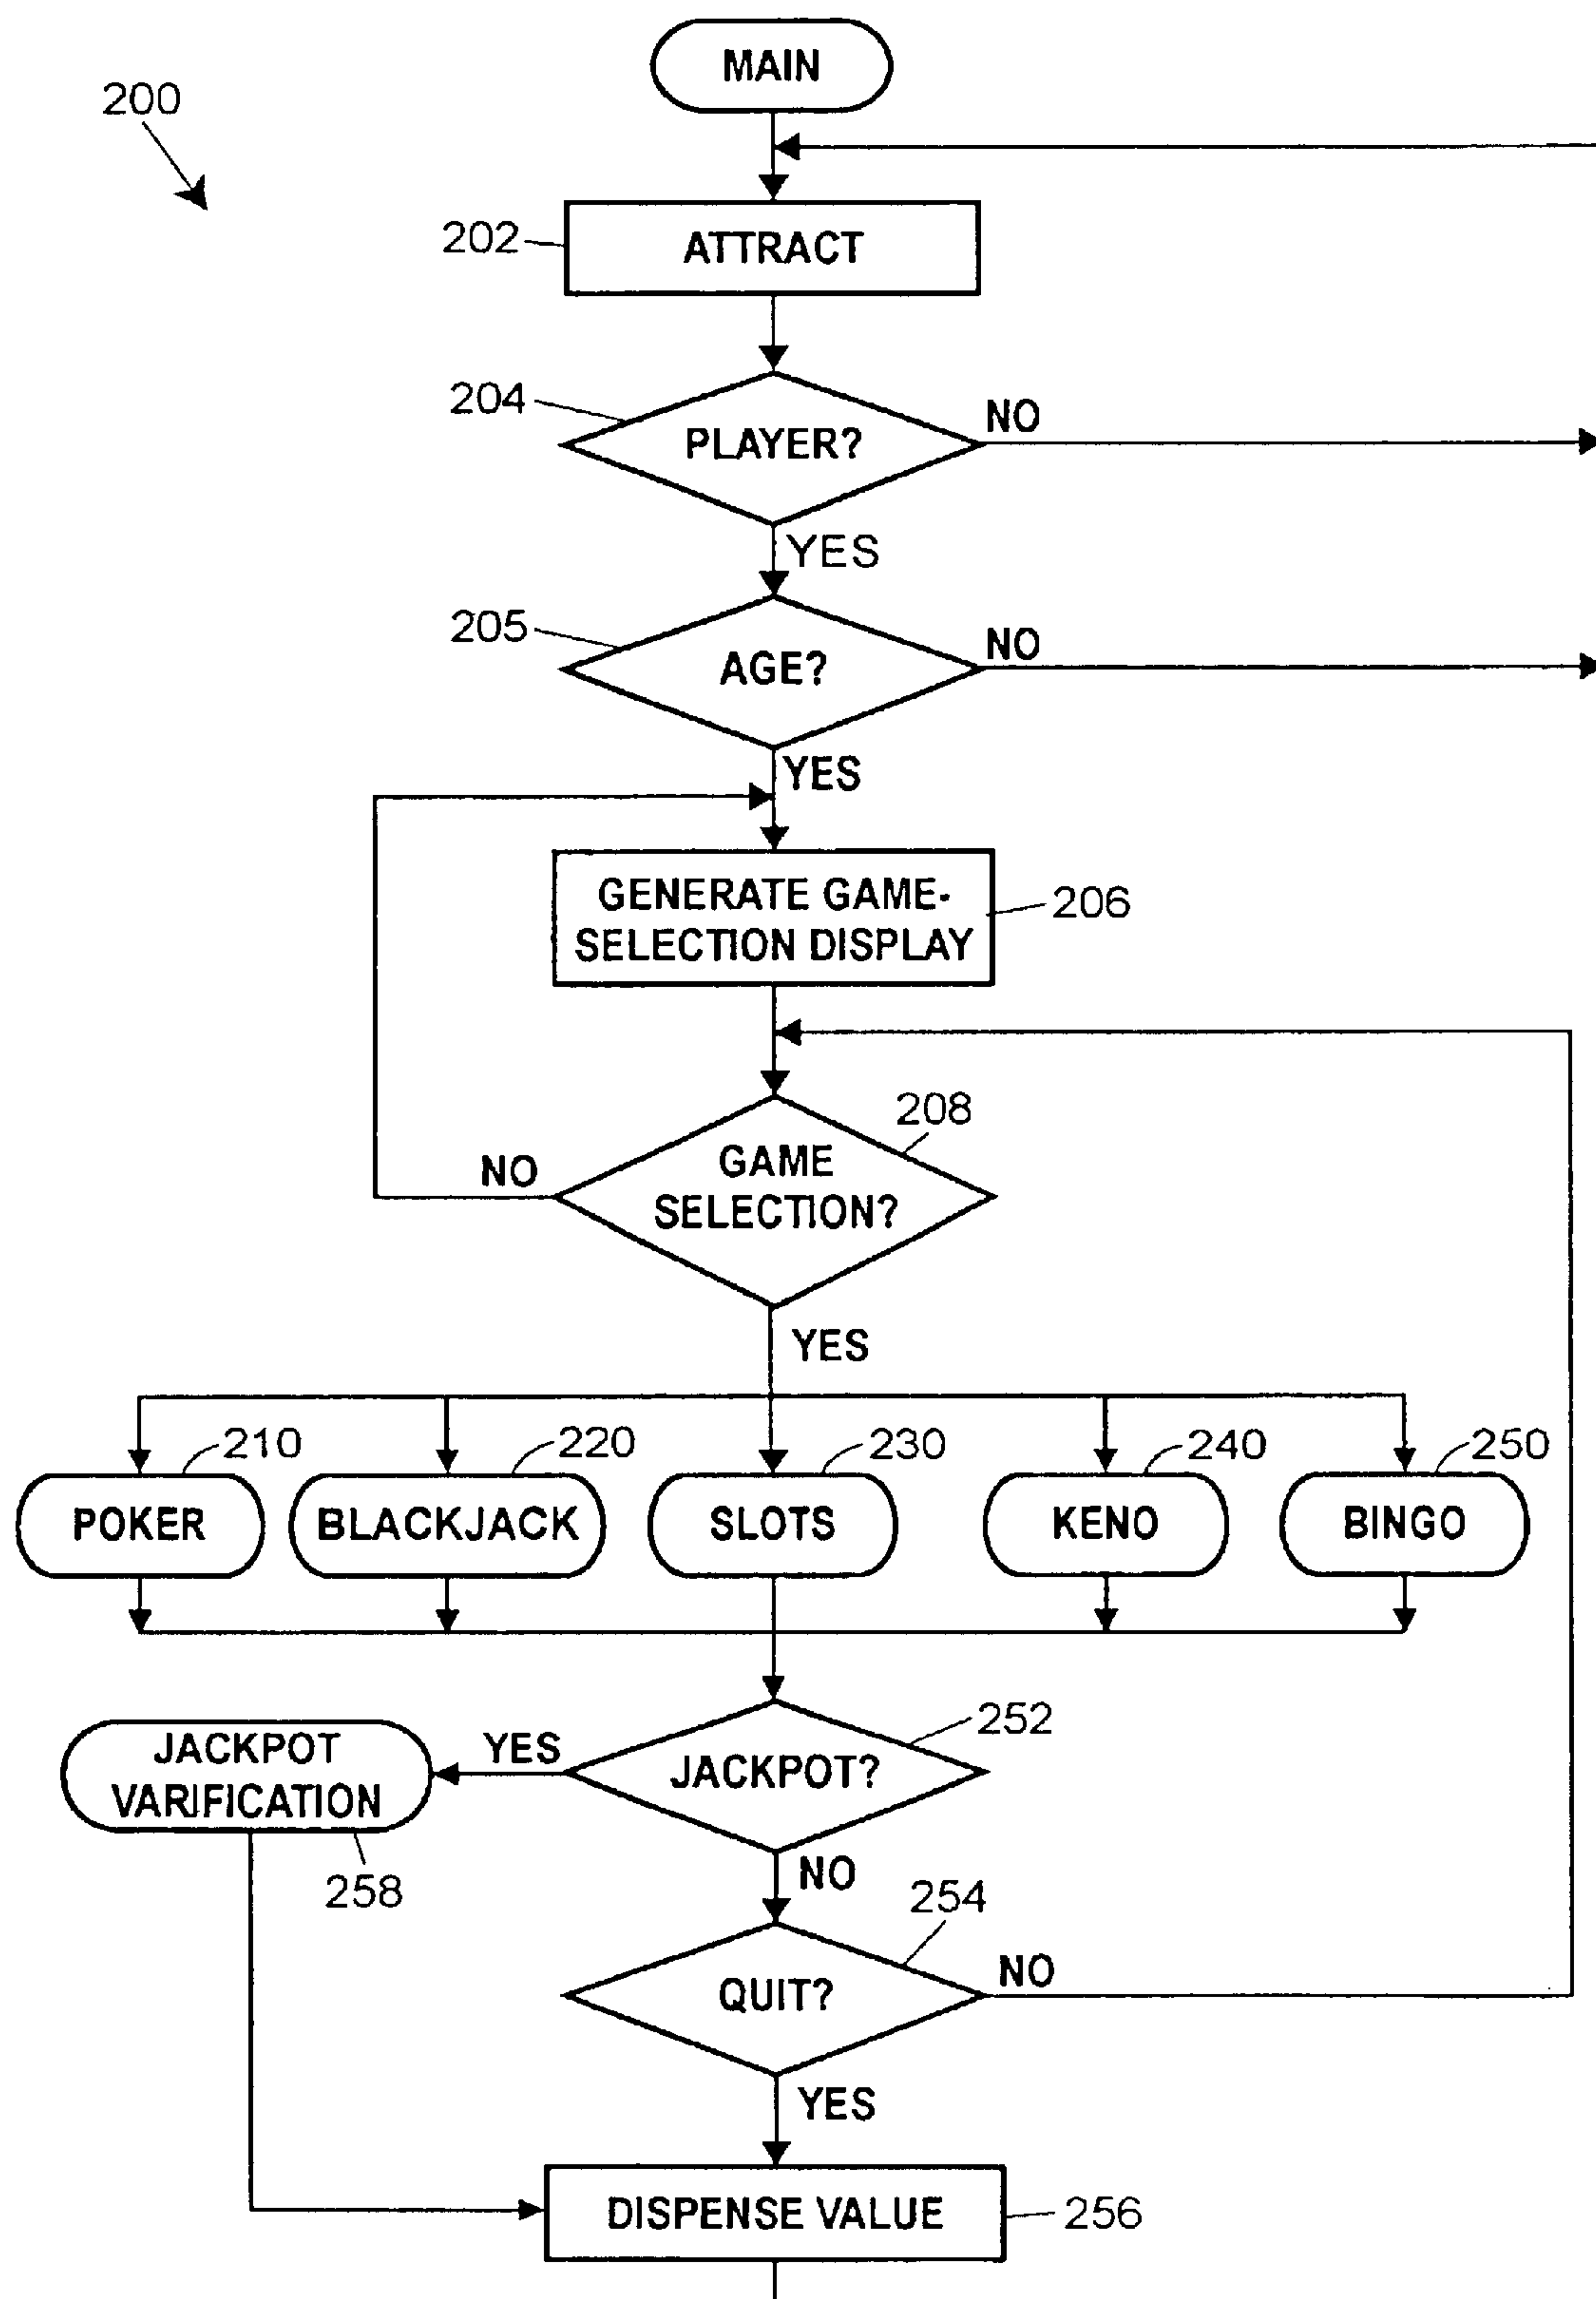 MAIN
200
202
ATTRACT
204
PLAYER?
NO
YES
205
AGE?
NO
YES
GENERATE GAME-
SELECTION DISPLAY
206
208
NO
GAME
SELECTION?
YES
210
220
230
240
250
POKER
BLACKJACK
SLOTS
KENO
BINGO
252
JACKPOT
VARIFICATION
YES
JACKPOT?
258
NO
254
QUIT?
NO
YES
DISPENSE VALUE
256